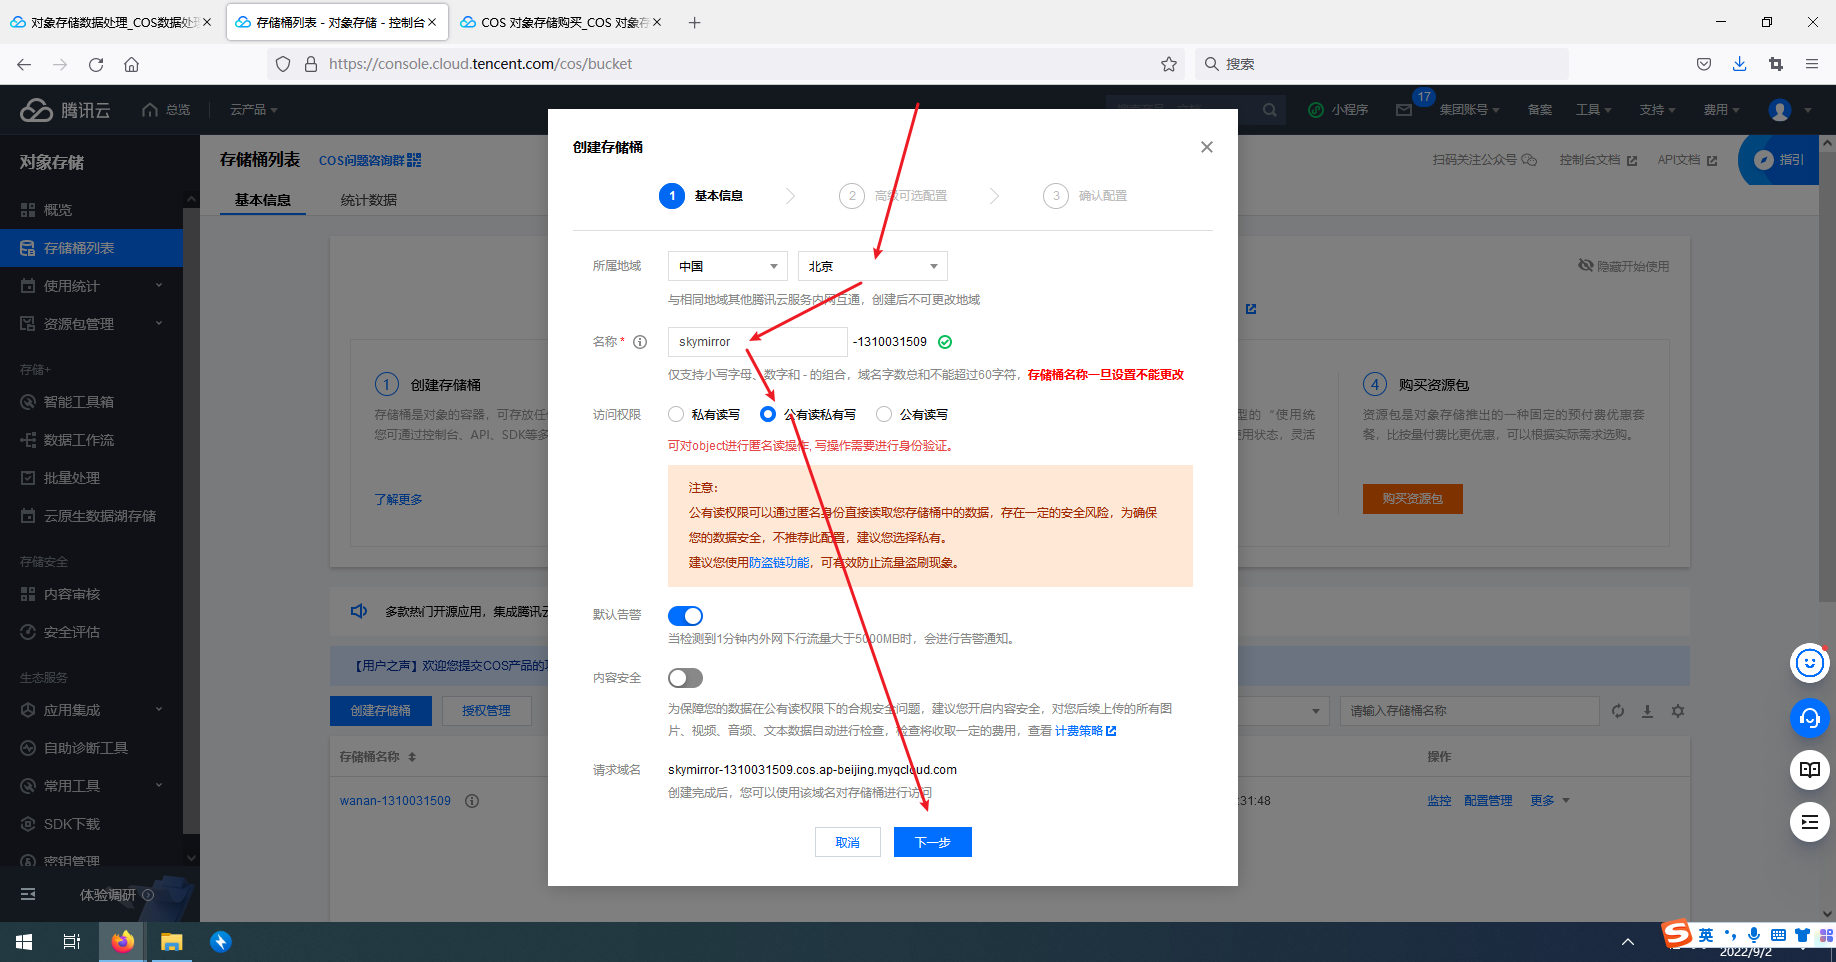 对象存储数据处理_COS数据处
存储桶列表 - 对象存储 - 控制台
COS 对象存储购买_COS 对象存
https://console.cloud.tencent.com/cos/bucket
搜索
腾讯云
总览
云产品
小程序
17
集团账号
备案
工具
支持
费用
对象存储
存储桶列表
COS问题咨询群
扫码关注公众号
控制台文档
API文档
指引
基本信息
统计数据
概览
存储桶列表
使用统计
资源包管理
存储+
智能工具箱
数据工作流
批量处理
云原生数据湖存储
存储安全
内容审核
安全评估
生态服务
应用集成
自助诊断工具
常用工具
SDK下载
密钥管理
体验调研
隐藏开始使用
1 创建存储桶
存储桶是对象的容器，可存放任
您可通过控制台、API、SDK等多
了解更多
型的“使用统
使用状态，灵活
4 购买资源包
资源包是对象存储推出的一种固定的预付费优惠套
餐，比按量付费比更优惠，可以根据实际需求选购。
购买资源包
多款热门开源应用，集成腾讯云
【用户之声】欢迎您提交COS产品的
创建存储桶
授权管理
请输入存储桶名称
存储桶名称
操作
wanan-1310031509
:31:48
监控
配置管理
更多
创建存储桶
1 基本信息
2 高级可选配置
3 确认配置
所属地域
中国
北京
与相同地域其他腾讯云服务内网互通，创建后不可更改地域
名称 *
skymirror
-1310031509
仅支持小写字母、数字和 - 的组合，域名字数总和不能超过60字符，存储桶名称一旦设置不能更改
访问权限
私有读写
公有读私有写
公有读写
可对object进行匿名读操作, 写操作需要进行身份验证。
注意：
公有读权限可以通过匿名身份直接读取您存储桶中的数据，存在一定的安全风险，为确保
您的数据安全，不推荐此配置，建议您选择私有。
建议您使用防盗链功能，可有效防止流量盗刷现象。
默认告警
当检测到1分钟内外网下行流量大于5000MB时，会进行告警通知。
内容安全
为保障您的数据在公有读权限下的合规安全问题，建议您开启内容安全，对您后续上传的所有图
片、视频、音频、文本数据自动进行检查，检查将收取一定的费用，查看 计费策略
请求域名
skymirror-1310031509.cos.ap-beijing.myqcloud.com
创建完成后，您可以使用该域名对存储桶进行访问
取消
下一步
英
2022/9/2